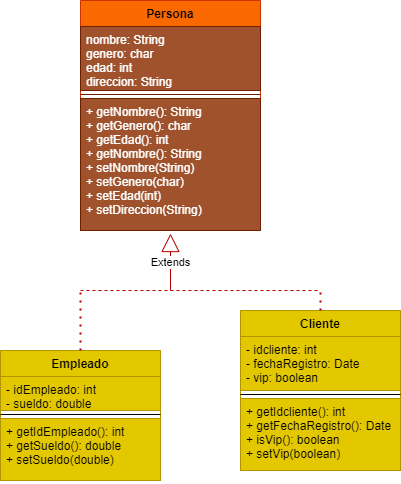 Persona
nombre: String
genero: char
edad: int
direccion: String
+ getNombre(): String
+ getGenero(): char
+ getEdad(): int
+ getNombre(): String
+ setNombre(String)
+ setGenero(char)
+ setEdad(int)
+ setDireccion(String)
Extends
Empleado
- idEmpleado: int
- sueldo: double
+ getIdEmpleado(): int
+ getSueldo(): double
+ setSueldo(double)
Cliente
- idcliente: int
- fechaRegistro: Date
- vip: boolean
+ getIdcliente(): int
+ getFechaRegistro(): Date
+ isVip(): boolean
+ setVip(boolean)